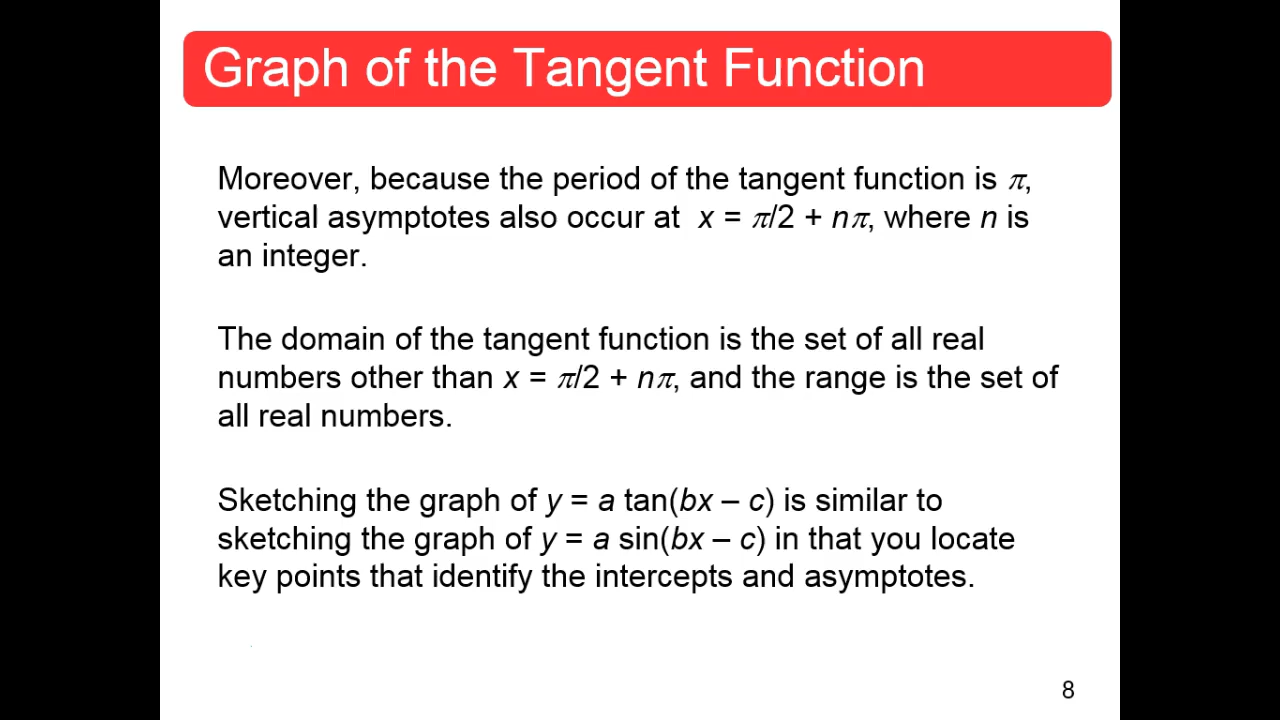 Graph of the Tangent Function
Moreover, because the period of the tangent function is π,
vertical asymptotes also occur at x = π/2 + nπ, where n is
an integer.
The domain of the tangent function is the set of all real
numbers other than x = π/2 + nπ, and the range is the set of
all real numbers.
Sketching the graph of y = a tan(bx – c) is similar to
sketching the graph of y = a sin(bx – c) in that you locate
key points that identify the intercepts and asymptotes.
8